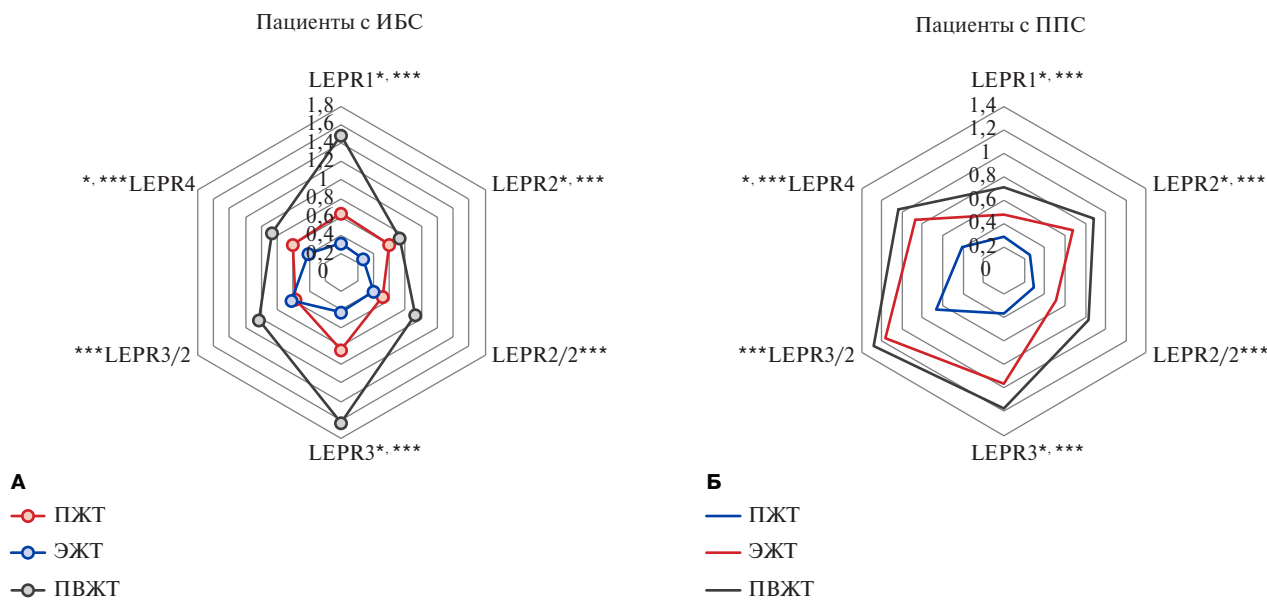 Пациенты с ИБС
LEPR1*, ***
1,8
1,6
1,4
1,2
1
0,8
0,6
0,4
0,2
0
*, ***LEPR4
LEPR2*, ***
***LEPR3/2
LEPR2/2***
LEPR3*, ***
А
ПЖТ
ЭЖТ
ПВЖТ
Пациенты с ППС
LEPR1*, ***
1,4
1,2
1
0,8
0,6
0,4
0,2
0
*, ***LEPR4
LEPR2*, ***
***LEPR3/2
LEPR2/2***
LEPR3*, ***
Б
ПЖТ
ЭЖТ
ПВЖТ